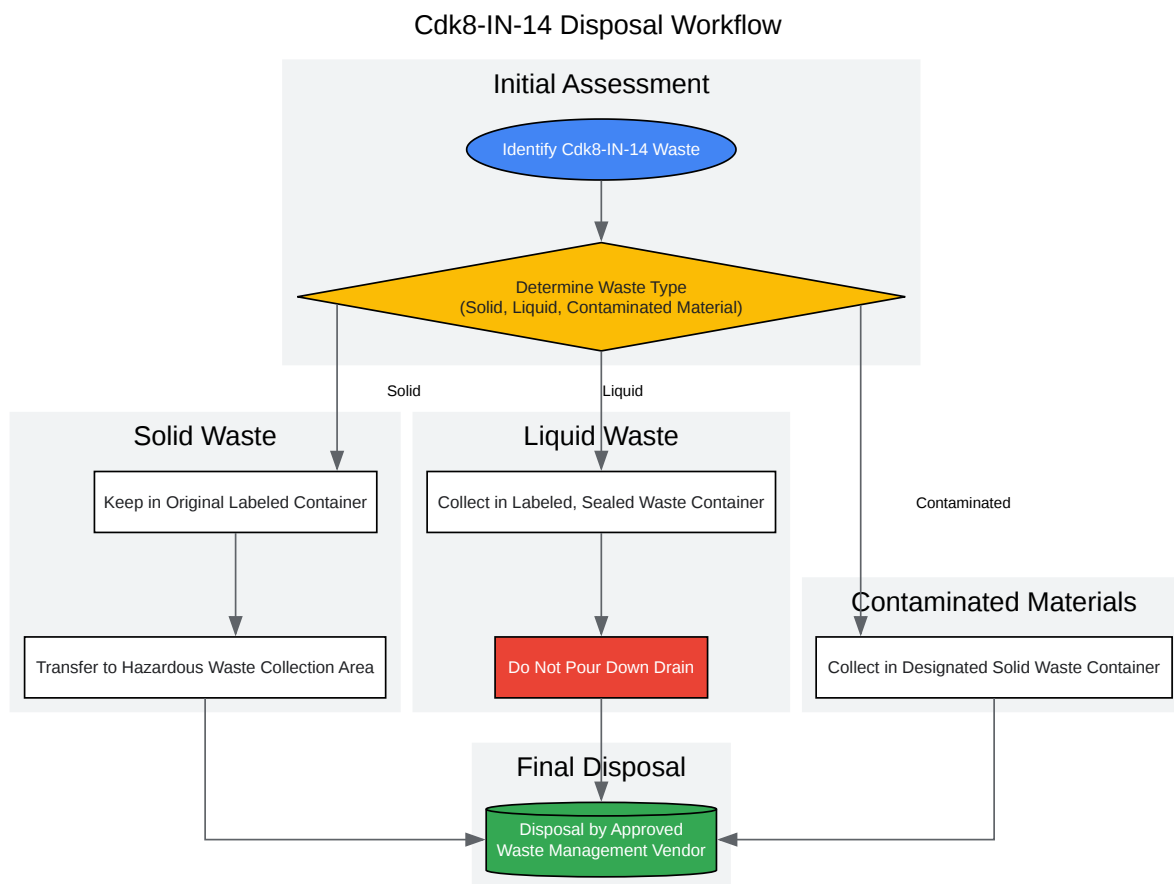 Cdk8-IN-14 Disposal Workflow
Initial Assessment
Identify Cdk8-IN-14 Waste
Determine Waste Type
(Solid, Liquid, Contaminated Material)
Solid
Liquid
Solid Waste
Liquid Waste
Keep in Original Labeled Container
Collect in Labeled, Sealed Waste Container
Contaminated
Contaminated Materials
Transfer to Hazardous Waste Collection Area
Do Not Pour Down Drain
Collect in Designated Solid Waste Container
Final Disposal
Disposal by Approved
Waste Management Vendor